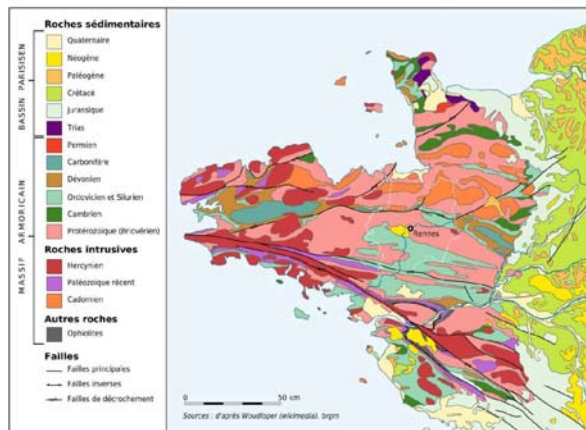 Roches sédimentaires
Quaternaire
Néogène
Paléogène
Crétacé
Jurassique
Trias
Permien
Carbonifère
Dévonien
Ordovicien et Silurien
Cambrien
Protérozoïque (Briovérien)
Roches intrusives
Hercynien
Paléozoïque récent
Cadomien
Autres roches
Ophiolites
Failles
Failles principales
Failles inverses
Failles de décrochement
BASSIN PARISIEN
MASSIF ARMORICAIN
Rennes
0 50 km
Sources : d'après Woudloper (wikimedia), brgm